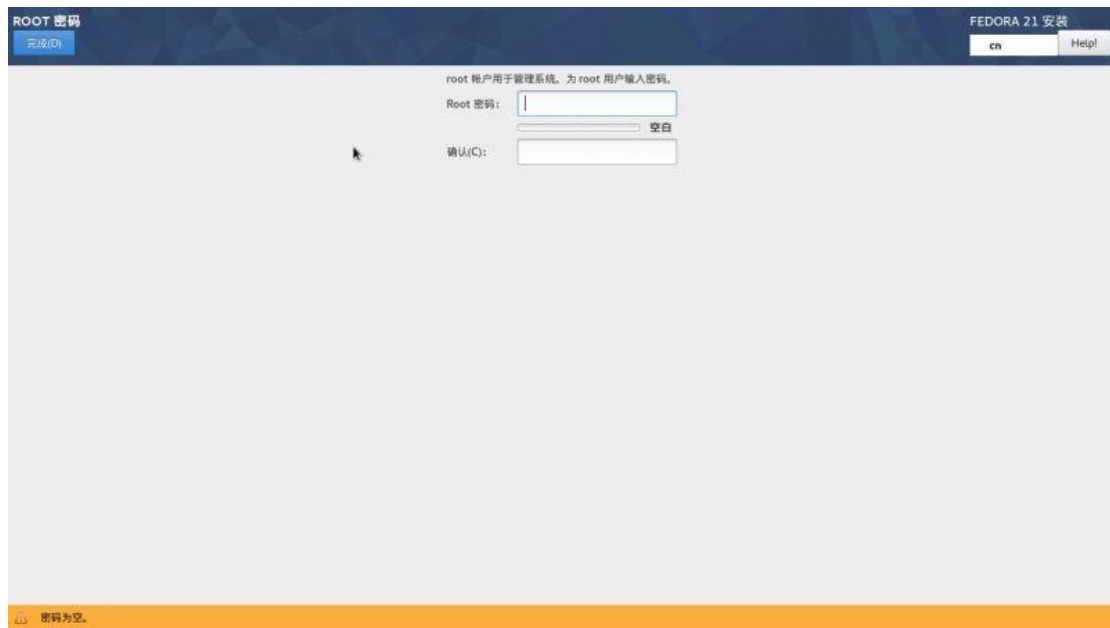 ROOT 密码
FEDORA 21 安装
完成(D)
cn
Help!
root 帐户用于管理系统。为 root 用户输入密码。
Root 密码：
空白
确认(C)：
密码为空。